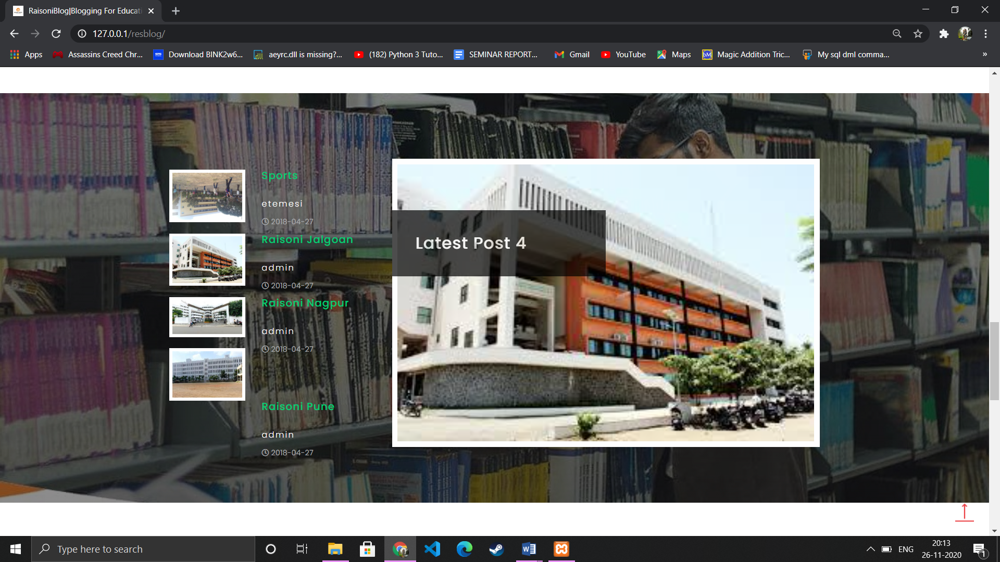 RaisoniBlog|Blogging For Educati
127.0.0.1/resblog/
Apps
Assassins Creed Chr...
Download BINK2w6...
aeyrc.dll is missing?...
(182) Python 3 Tuto...
SEMINAR REPORT...
Gmail
YouTube
Maps
bM
Magic Addition Tric...
My sql dml comma...
»
Sports
etemesi
2018-04-27
Raisoni Jalgoan
admin
2018-04-27
Raisoni Nagpur
admin
2018-04-27
Raisoni Pune
admin
2018-04-27
Latest Post 4
Type here to search
ENG
20:13
26-11-2020
1